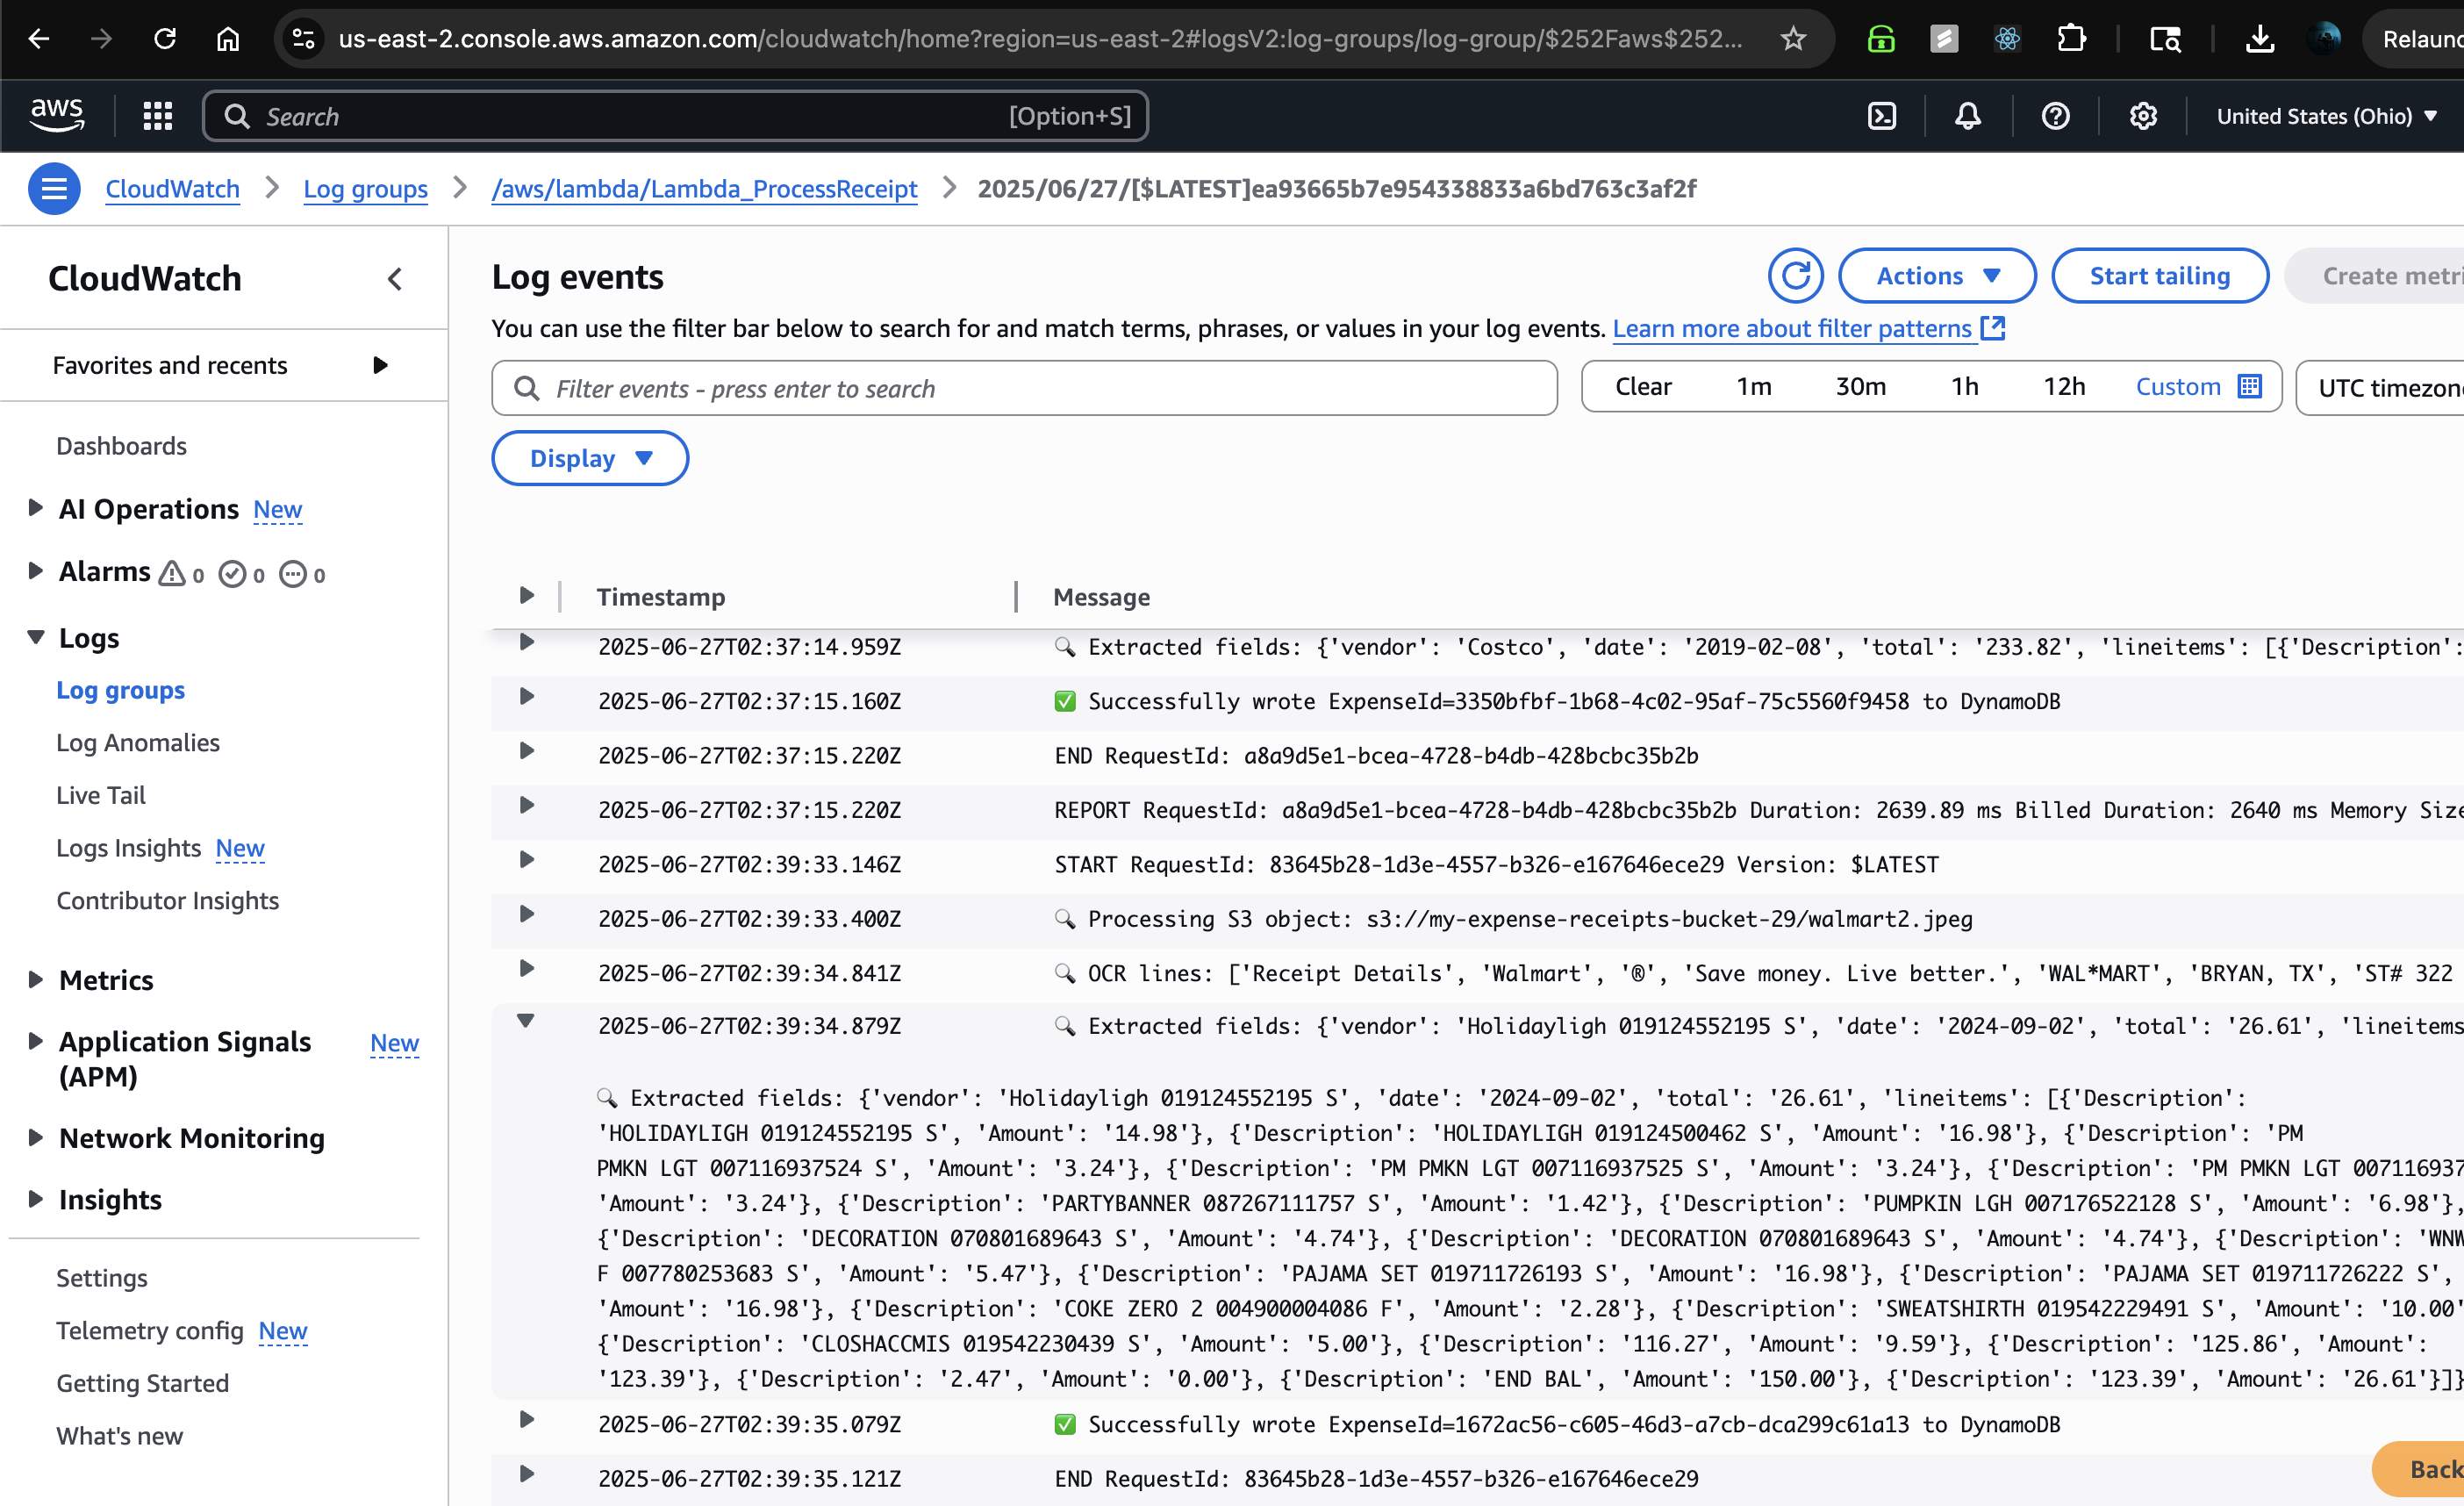 us-east-2.console.aws.amazon.com/cloudwatch/home?region=us-east-2#logsV2:log-groups/log-group/$252Faws$252...
aws
Search [Option+S]
United States (Ohio)
CloudWatch > Log groups > /aws/lambda/Lambda_ProcessReceipt > 2025/06/27/[$LATEST]ea93665b7e954338833a6bd763c3af2f
CloudWatch
Favorites and recents
Dashboards
AI Operations New
Alarms 0 0 0
Logs
Log groups
Log Anomalies
Live Tail
Logs Insights New
Contributor Insights
Metrics
Application Signals New
(APM)
Network Monitoring
Insights
Settings
Telemetry config New
Getting Started
What's new
Log events
Actions Start tailing Create metri
You can use the filter bar below to search for and match terms, phrases, or values in your log events. Learn more about filter patterns
Filter events - press enter to search
Clear 1m 30m 1h 12h Custom UTC timezon
Display
Timestamp Message
2025-06-27T02:37:14.959Z 🔍 Extracted fields: {'vendor': 'Costco', 'date': '2019-02-08', 'total': '233.82', 'lineitems': [{'Description':
2025-06-27T02:37:15.160Z ✅ Successfully wrote ExpenseId=3350bfbf-1b68-4c02-95af-75c5560f9458 to DynamoDB
2025-06-27T02:37:15.220Z END RequestId: a8a9d5e1-bcea-4728-b4db-428bcbc35b2b
2025-06-27T02:37:15.220Z REPORT RequestId: a8a9d5e1-bcea-4728-b4db-428bcbc35b2b Duration: 2639.89 ms Billed Duration: 2640 ms Memory Size
2025-06-27T02:39:33.146Z START RequestId: 83645b28-1d3e-4557-b326-e167646ece29 Version: $LATEST
2025-06-27T02:39:33.400Z 🔍 Processing S3 object: s3://my-expense-receipts-bucket-29/walmart2.jpeg
2025-06-27T02:39:34.841Z 🔍 OCR lines: ['Receipt Details', 'Walmart', '®', 'Save money. Live better.', 'WAL*MART', 'BRYAN, TX', 'ST# 322
2025-06-27T02:39:34.879Z 🔍 Extracted fields: {'vendor': 'Holidayligh 019124552195 S', 'date': '2024-09-02', 'total': '26.61', 'lineitems
🔍 Extracted fields: {'vendor': 'Holidayligh 019124552195 S', 'date': '2024-09-02', 'total': '26.61', 'lineitems': [{'Description':
'HOLIDAYLIGH 019124552195 S', 'Amount': '14.98'}, {'Description': 'HOLIDAYLIGH 019124500462 S', 'Amount': '16.98'}, {'Description': 'PM
PMKN LGT 007116937524 S', 'Amount': '3.24'}, {'Description': 'PM PMKN LGT 007116937525 S', 'Amount': '3.24'}, {'Description': 'PM PMKN LGT 007116937
'Amount': '3.24'}, {'Description': 'PARTYBANNER 087267111757 S', 'Amount': '1.42'}, {'Description': 'PUMPKIN LGH 007176522128 S', 'Amount': '6.98'},
{'Description': 'DECORATION 070801689643 S', 'Amount': '4.74'}, {'Description': 'DECORATION 070801689643 S', 'Amount': '4.74'}, {'Description': 'WNW
F 007780253683 S', 'Amount': '5.47'}, {'Description': 'PAJAMA SET 019711726193 S', 'Amount': '16.98'}, {'Description': 'PAJAMA SET 019711726222 S',
'Amount': '16.98'}, {'Description': 'COKE ZERO 2 004900004086 F', 'Amount': '2.28'}, {'Description': 'SWEATSHIRTH 019542229491 S', 'Amount': '10.00'
{'Description': 'CLOSHACCMIS 019542230439 S', 'Amount': '5.00'}, {'Description': '116.27', 'Amount': '9.59'}, {'Description': '125.86', 'Amount':
'123.39'}, {'Description': '2.47', 'Amount': '0.00'}, {'Description': 'END BAL', 'Amount': '150.00'}, {'Description': '123.39', 'Amount': '26.61'}]}
2025-06-27T02:39:35.079Z ✅ Successfully wrote ExpenseId=1672ac56-c605-46d3-a7cb-dca299c61a13 to DynamoDB
2025-06-27T02:39:35.121Z END RequestId: 83645b28-1d3e-4557-b326-e167646ece29
Back